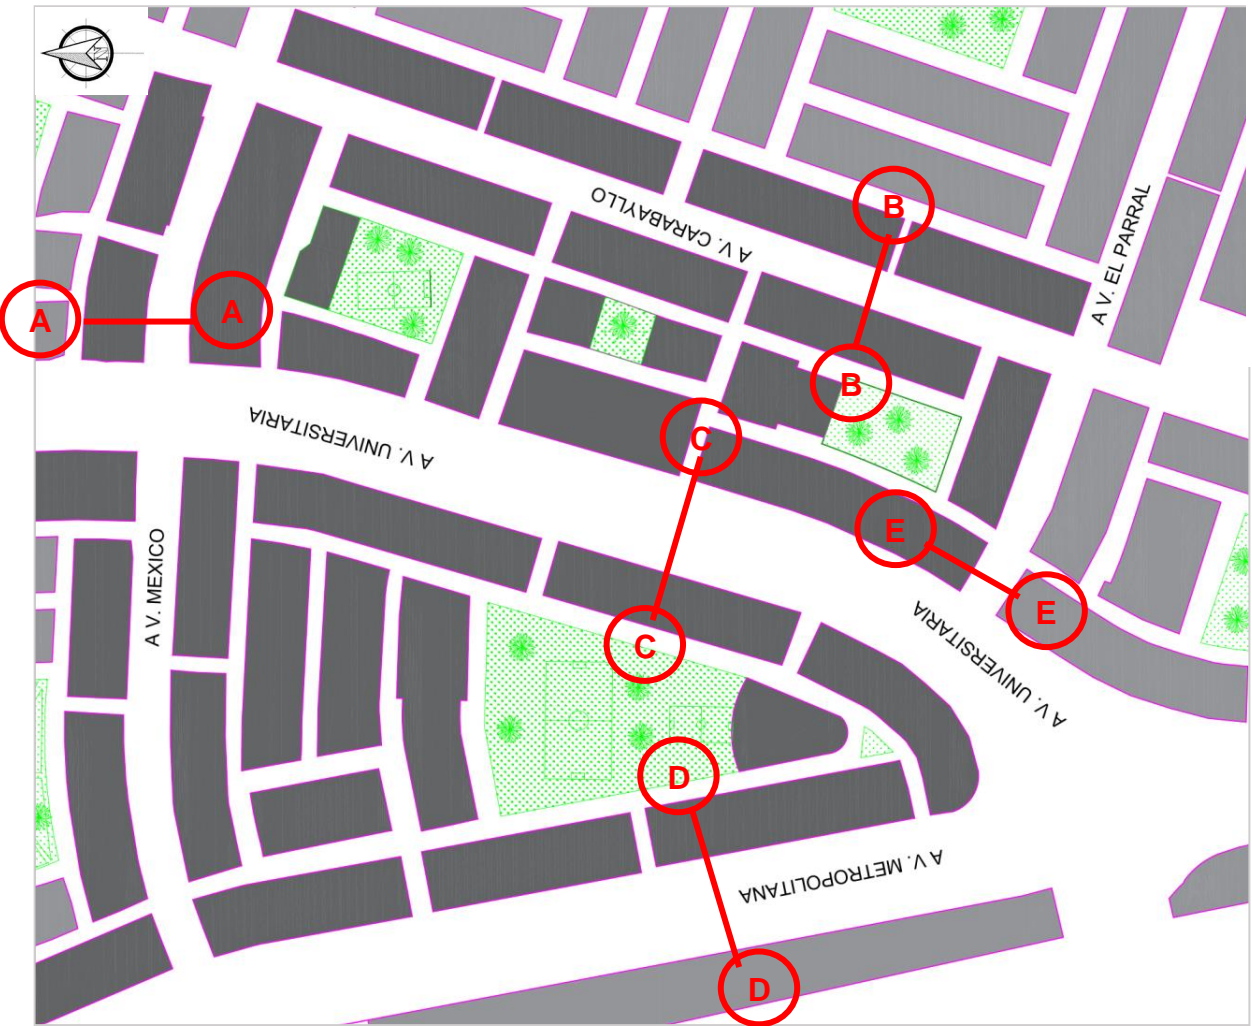 N
A V. CARABAYLLO
B
A V. EL PARRAL
A
A
B
A V. UNIVERSITARIA
C
E
A V. MEXICO
E
C
A V. UNIVERSITARIA
D
A V. METROPOLITANA
D